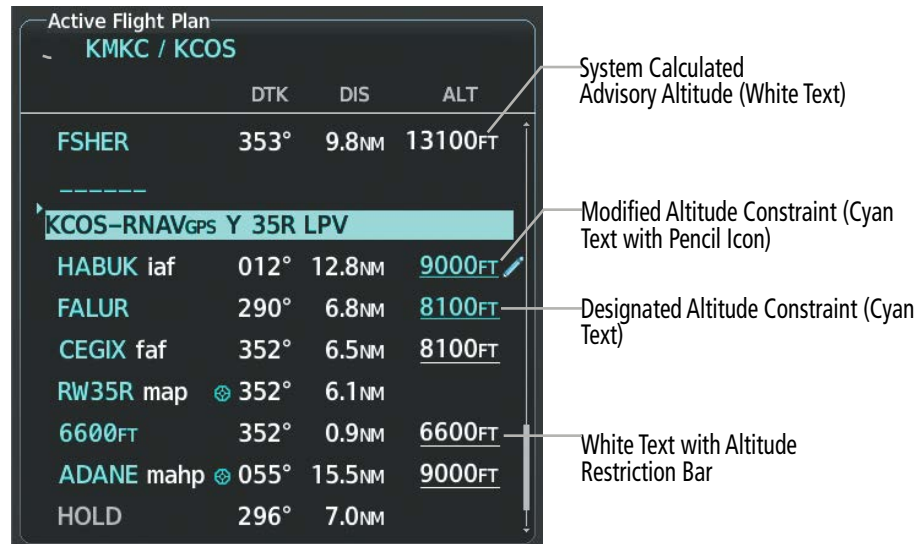 Active Flight Plan
KMKC / KCOS
DTK DIS ALT
FSHER 353° 9.8NM 13100FT
______
KCOS–RNAVGPS Y 35R LPV
HABUK iaf 012° 12.8NM 9000FT
FALUR 290° 6.8NM 8100FT
CEGIX faf 352° 6.5NM 8100FT
RW35R map 352° 6.1NM
6600FT 352° 0.9NM 6600FT
ADANE mahp 055° 15.5NM 9000FT
HOLD 296° 7.0NM
System Calculated
Advisory Altitude (White Text)
Modified Altitude Constraint (Cyan
Text with Pencil Icon)
Designated Altitude Constraint (Cyan
Text)
White Text with Altitude
Restriction Bar